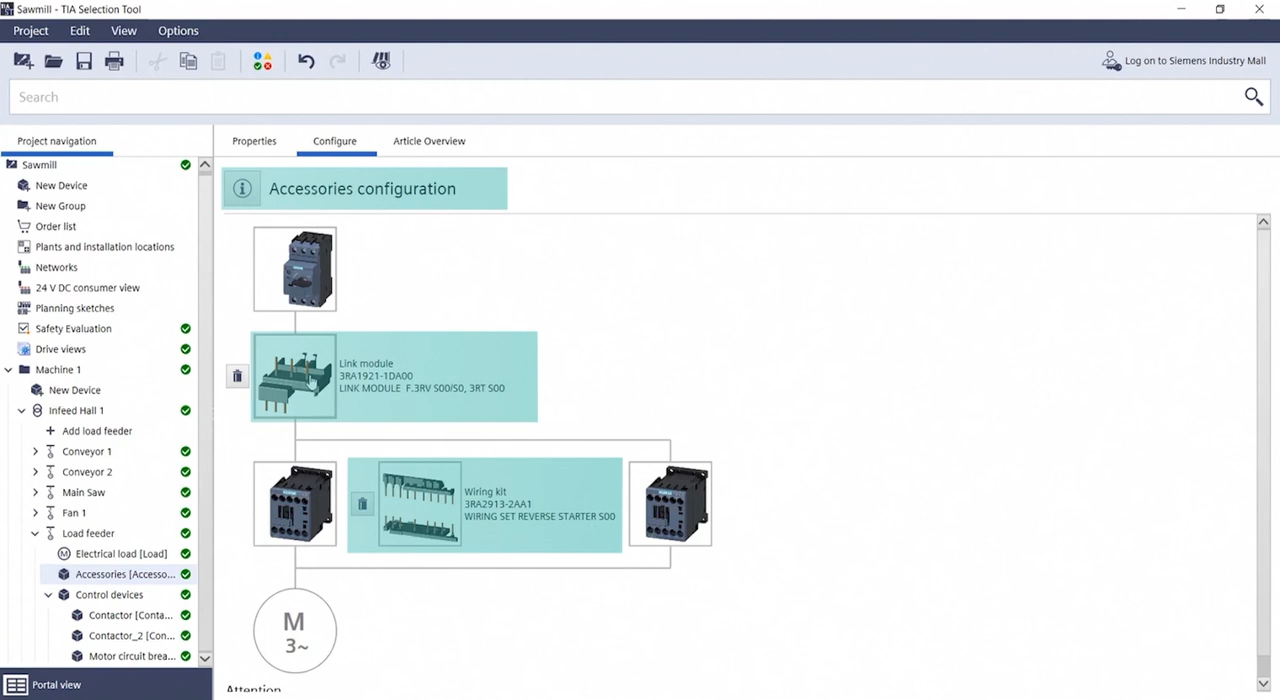 Sawmill - TIA Selection Tool
Project Edit View Options
Log on to Siemens Industry Mall
Search
Project navigation
Properties Configure Article Overview
Sawmill
New Device
New Group
Order list
Plants and installation locations
Networks
24 V DC consumer view
Planning sketches
Safety Evaluation
Drive views
Machine 1
New Device
Infeed Hall 1
Add load feeder
Conveyor 1
Conveyor 2
Main Saw
Fan 1
Load feeder
Electrical load [Load]
Accessories [Accesso...
Control devices
Contactor [Conta...
Contactor_2 [Con...
Motor circuit brea...
Portal view
Accessories configuration
Link module
3RA1921-1DA00
LINK MODULE F.3RV S00/S0, 3RT S00
Wiring kit
3RA2913-2AA1
WIRING SET REVERSE STARTER S00
M
3~
Attention